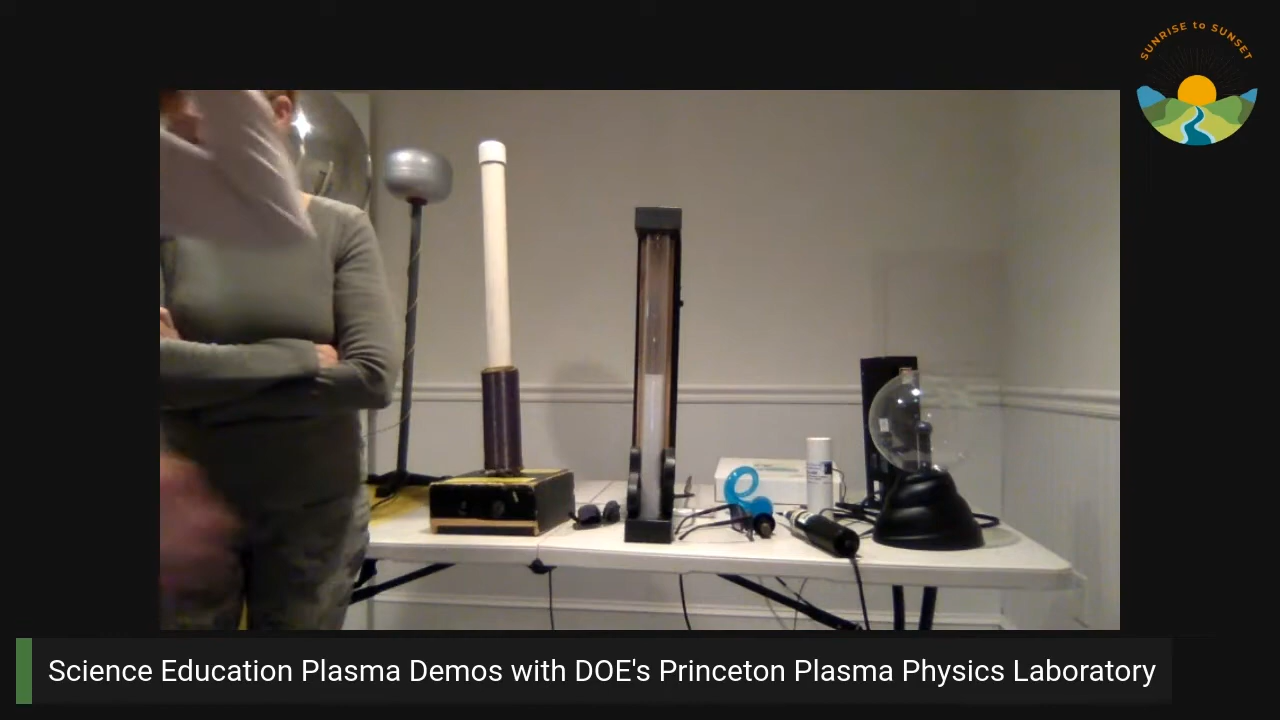 SUNRISE to SUNSET
Science Education Plasma Demos with DOE's Princeton Plasma Physics Laboratory